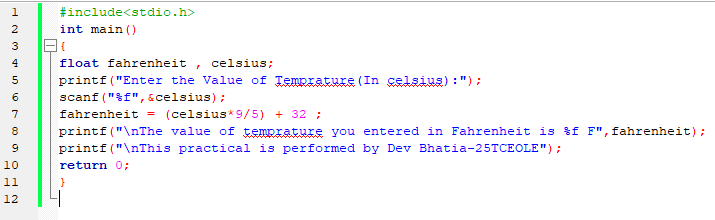 1 #include<stdio.h>
2 int main()
3 {
4 float fahrenheit , celsius;
5 printf("Enter the Value of Temprature(In celsius):");
6 scanf("%f",&celsius);
7 fahrenheit = (celsius*9/5) + 32 ;
8 printf("\nThe value of temprature you entered in Fahrenheit is %f F",fahrenheit);
9 printf("\nThis practical is performed by Dev Bhatia-25TCEOLE");
10 return 0;
11 }
12